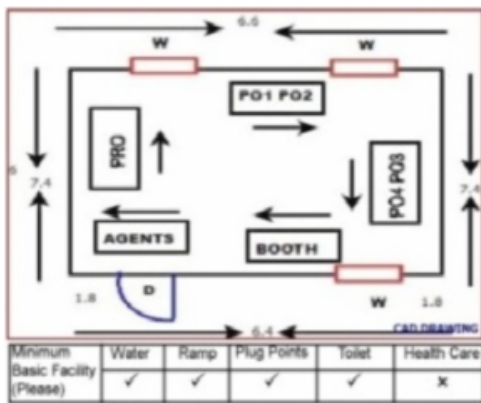 6.6
W W
PO1 PO2
PRO
PO4 PO3
6
7.4
7.4
AGENTS
BOOTH
1.8
D
W
1.8
CAD DRAWING
6.4
Minimum Basic Facility (Please) Water Ramp Plug Points Toilet Health Care
✓ ✓ ✓ ✓ x